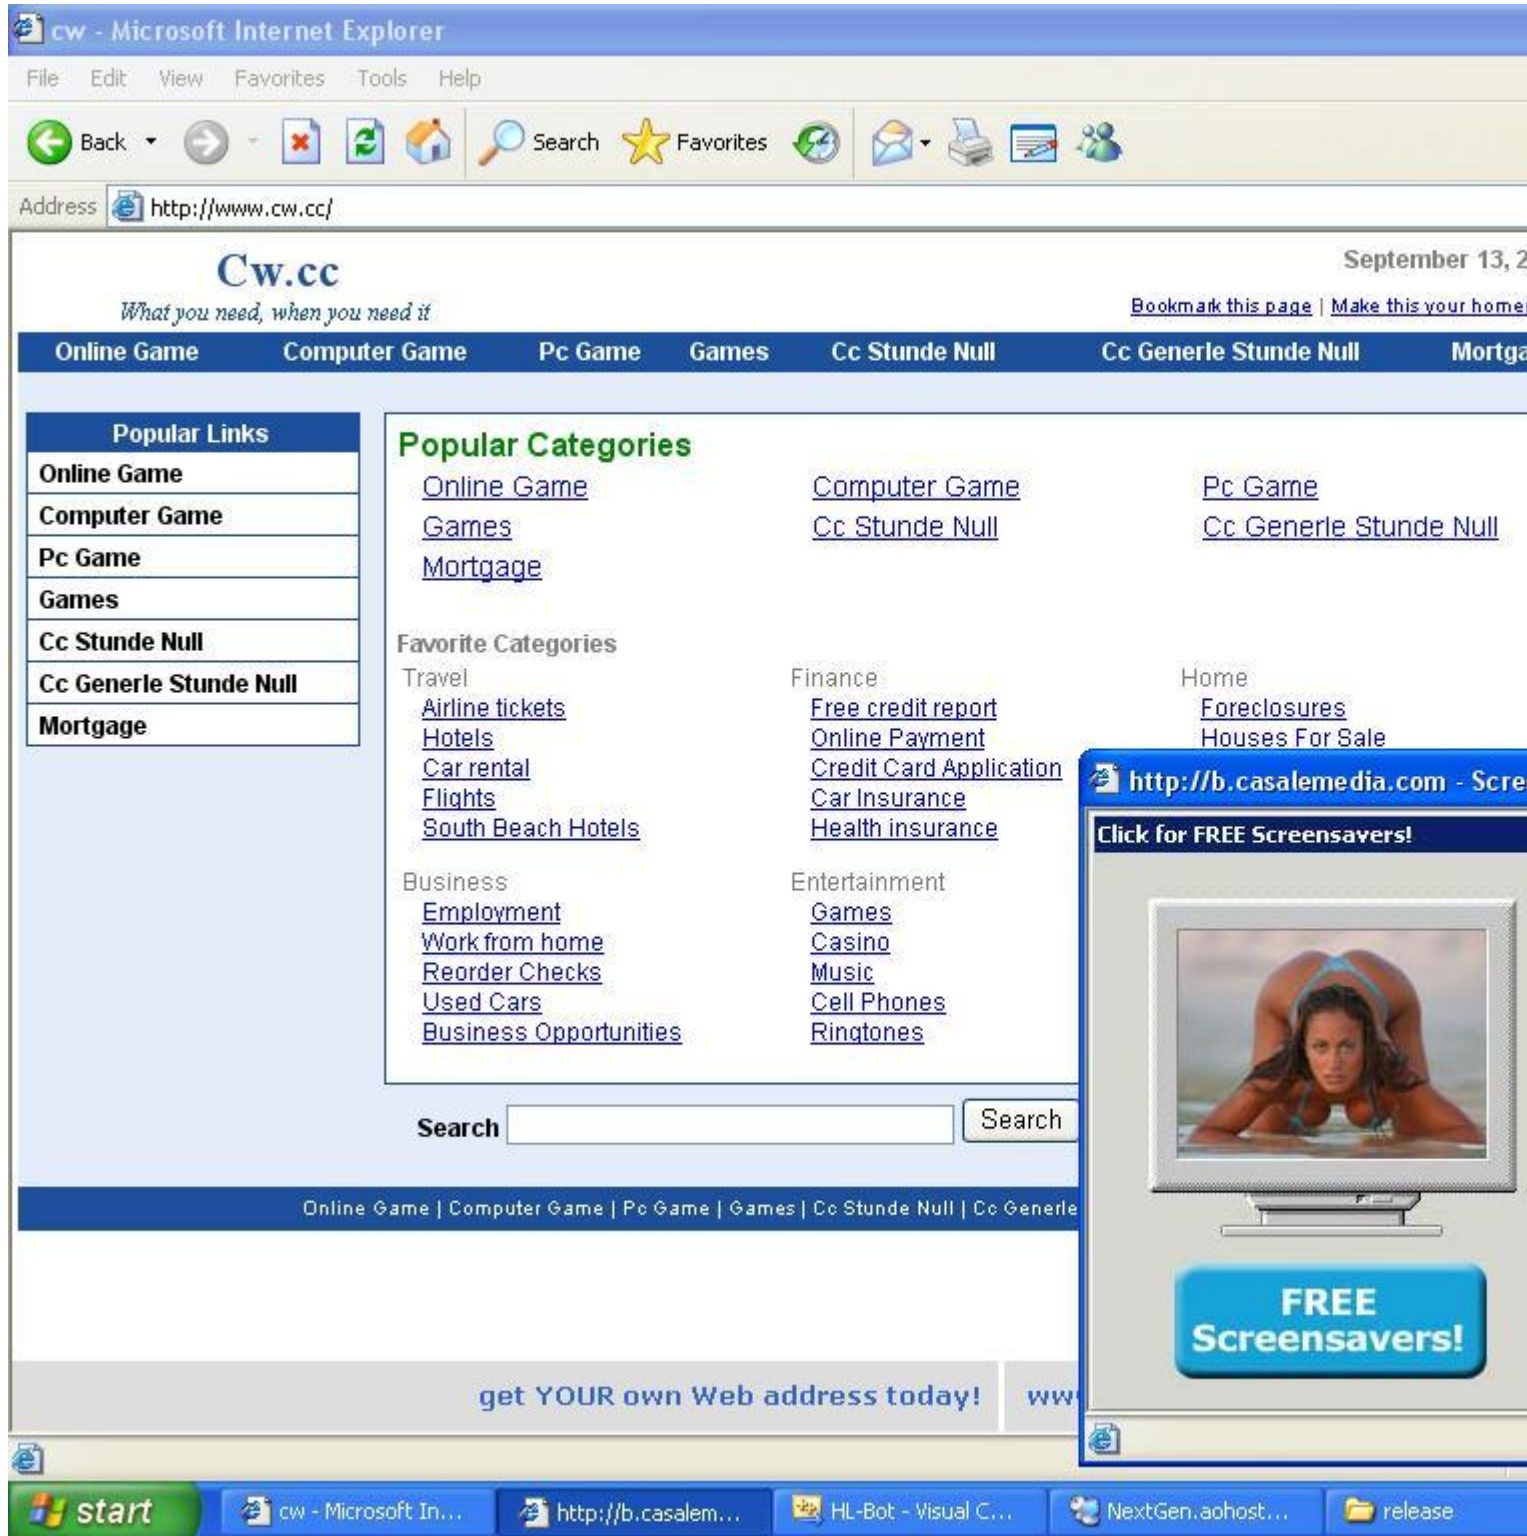 cw - Microsoft Internet Explorer
File Edit View Favorites Tools Help
Back Search Favorites
Address http://www.cw.cc/
Cw.cc
September 13, 2
What you need, when you need it
Bookmark this page | Make this your home
Online Game Computer Game Pc Game Games Cc Stunde Null Cc Generle Stunde Null Mortga
Popular Links
Online Game
Computer Game
Pc Game
Games
Cc Stunde Null
Cc Generle Stunde Null
Mortgage
Popular Categories
Online Game Computer Game Pc Game
Games Cc Stunde Null Cc Generle Stunde Null
Mortgage
Favorite Categories
Travel Finance Home
Airline tickets Free credit report Foreclosures
Hotels Online Payment Houses For Sale
Car rental Credit Card Application
Flights Car Insurance
South Beach Hotels Health insurance
Business Entertainment
Employment Games
Work from home Casino
Reorder Checks Music
Used Cars Cell Phones
Business Opportunities Ringtones
Search Search
Online Game | Computer Game | Pc Game | Games | Cc Stunde Null | Cc Generle
get YOUR own Web address today! ww
http://b.casalemedia.com - Scre
Click for FREE Screensavers!
FREE
Screensavers!
start cw - Microsoft In... http://b.casalem... HL-Bot - Visual C... NextGen.aohost... release